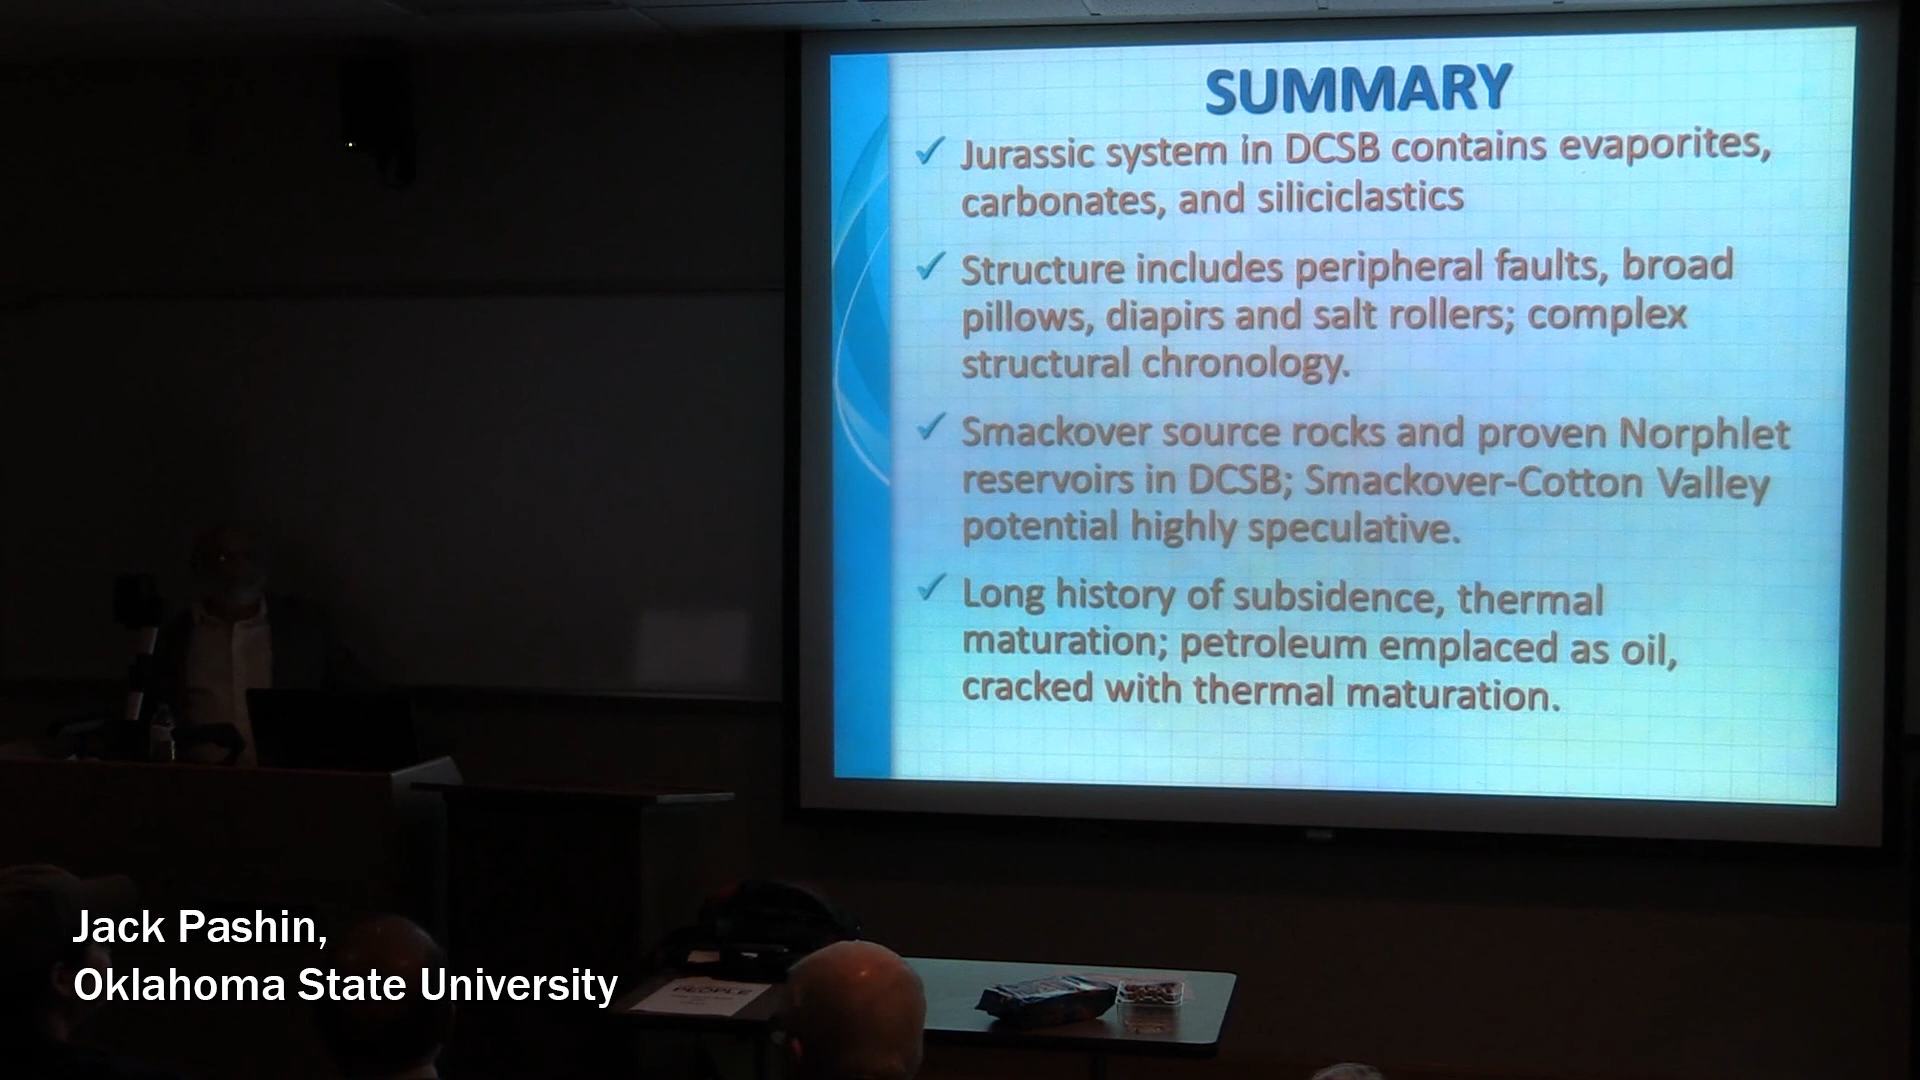 SUMMARY
✓ Jurassic system in DCSB contains evaporites,
carbonates, and siliciclastics
✓ Structure includes peripheral faults, broad
pillows, diapirs and salt rollers; complex
structural chronology.
✓ Smackover source rocks and proven Norphlet
reservoirs in DCSB; Smackover-Cotton Valley
potential highly speculative.
✓ Long history of subsidence, thermal
maturation; petroleum emplaced as oil,
cracked with thermal maturation.
Jack Pashin,
Oklahoma State University
PEOPLE